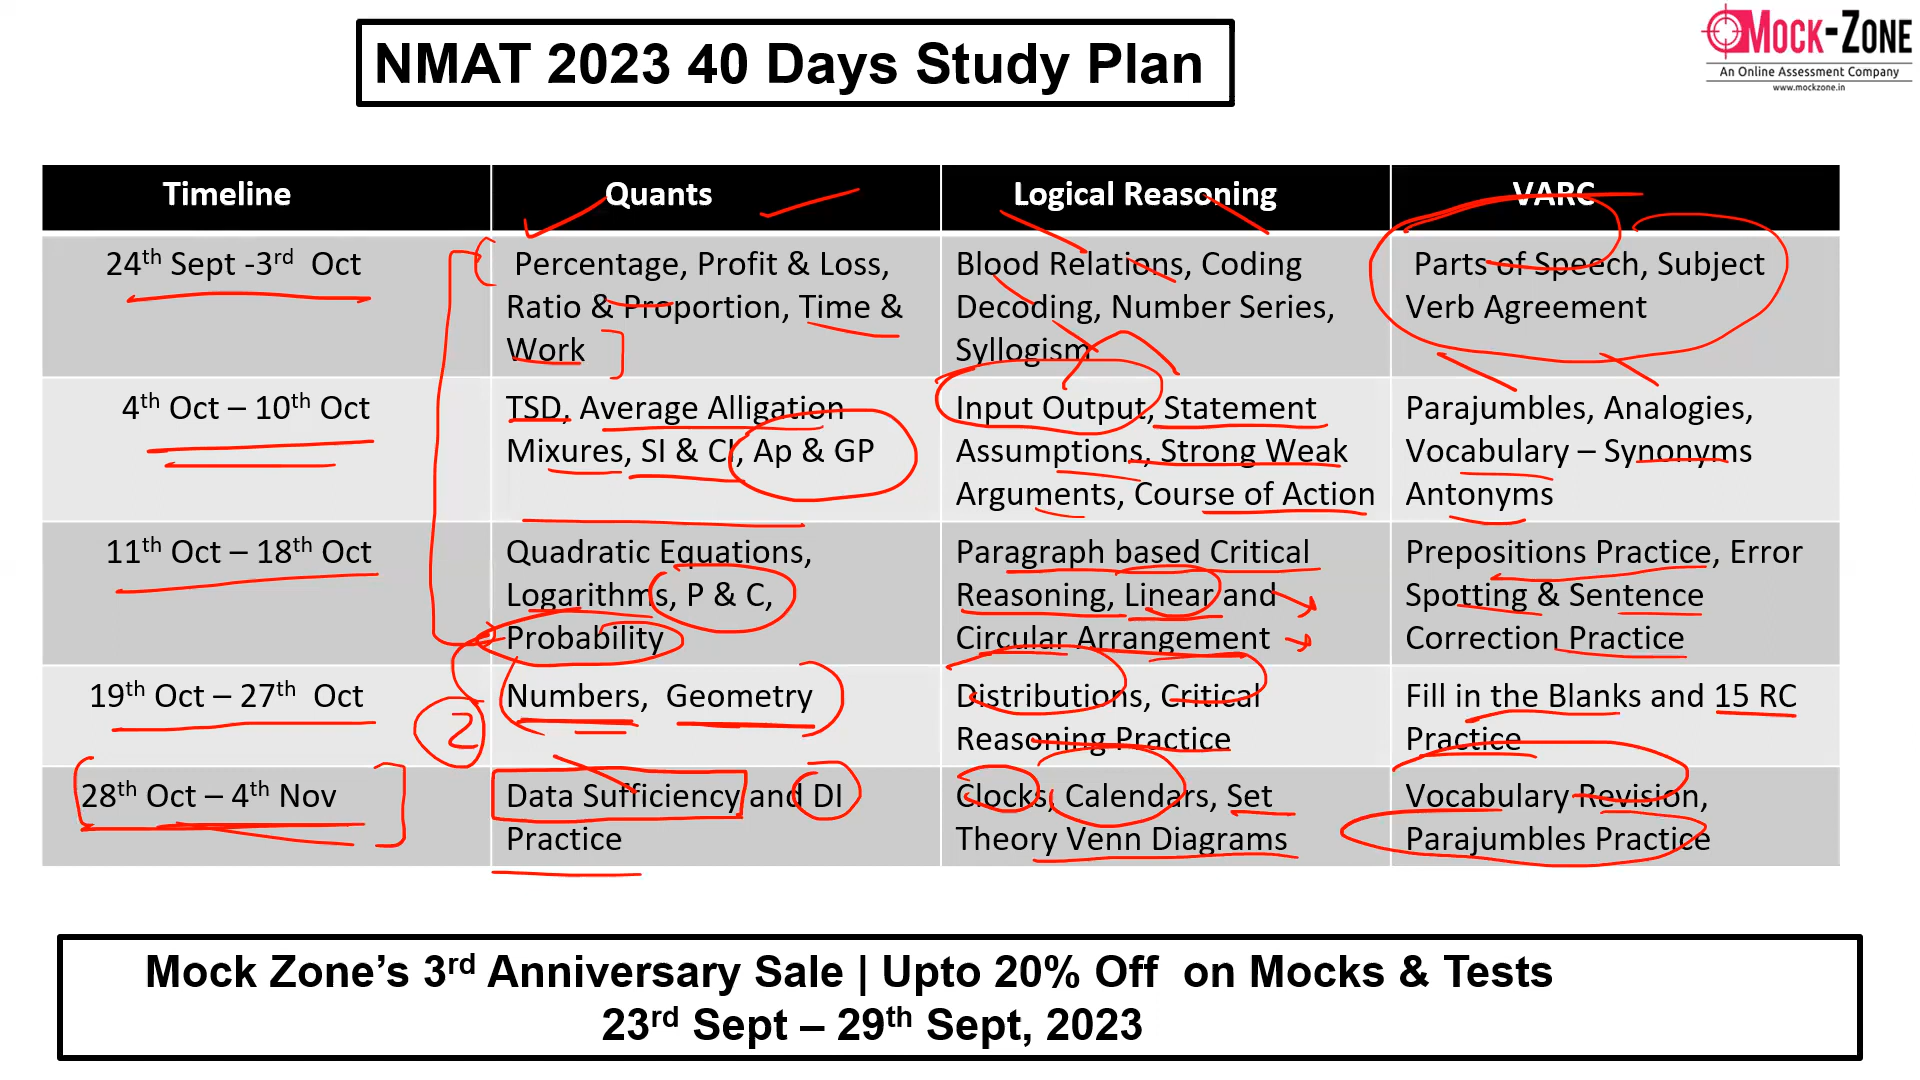 NMAT 2023 40 Days Study Plan
Mock-Zone
An Online Assessment Company
www.mockzone.in
Timeline
Quants
Logical Reasoning
VARC
24th Sept -3rd Oct
Percentage, Profit & Loss,
Ratio & Proportion, Time &
Work
Blood Relations, Coding
Decoding, Number Series,
Syllogism
Parts of Speech, Subject
Verb Agreement
4th Oct – 10th Oct
TSD, Average Alligation
Mixures, SI & CI, Ap & GP
Input Output, Statement
Assumptions, Strong Weak
Arguments, Course of Action
Parajumbles, Analogies,
Vocabulary – Synonyms
Antonyms
11th Oct – 18th Oct
Quadratic Equations,
Logarithms, P & C,
Probability
Paragraph based Critical
Reasoning, Linear and
Circular Arrangement
Prepositions Practice, Error
Spotting & Sentence
Correction Practice
19th Oct – 27th Oct
2
Numbers, Geometry
Distributions, Critical
Reasoning Practice
Fill in the Blanks and 15 RC
Practice
28th Oct – 4th Nov
Data Sufficiency and DI
Practice
Clocks, Calendars, Set
Theory Venn Diagrams
Vocabulary Revision,
Parajumbles Practice
Mock Zone's 3rd Anniversary Sale | Upto 20% Off on Mocks & Tests
23rd Sept – 29th Sept, 2023